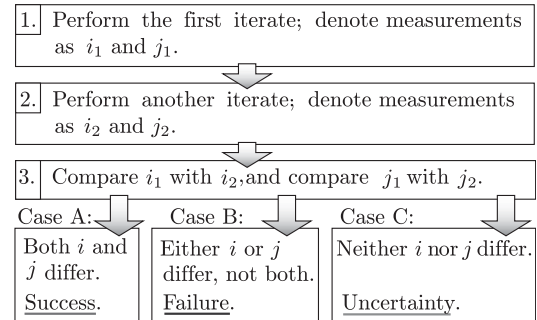 1. Perform the first iterate; denote measurements
as i₁ and j₁.
2. Perform another iterate; denote measurements
as i₂ and j₂.
3. Compare i₁ with i₂,and compare j₁ with j₂.
Case A:
Both i and
j differ.
Success.
Case B:
Either i or j
differ, not both.
Failure.
Case C:
Neither i nor j differ.
Uncertainty.